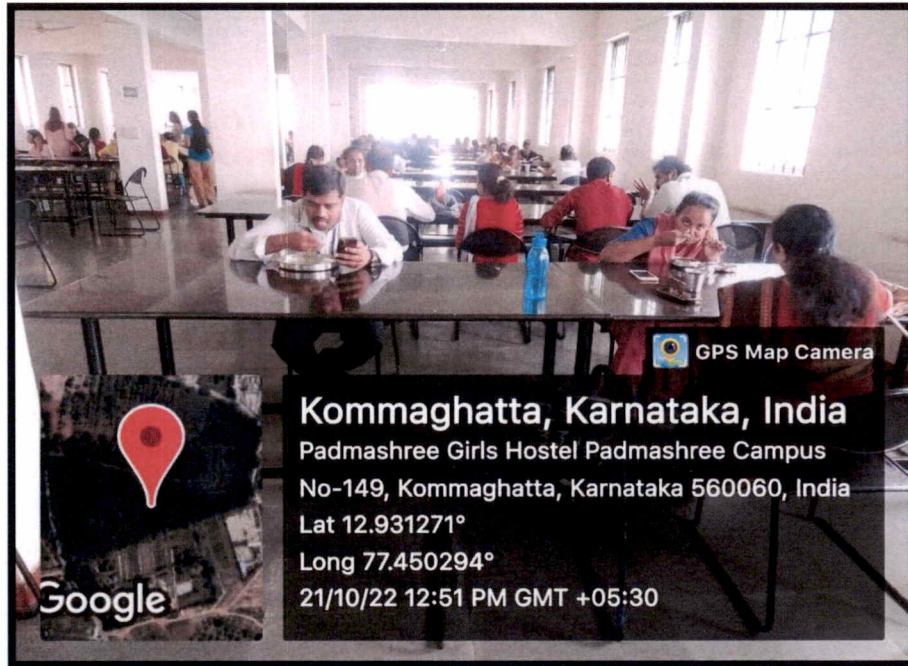 GPS Map Camera
Kommaghatta, Karnataka, India
Padmashree Girls Hostel Padmashree Campus
No-149, Kommaghatta, Karnataka 560060, India
Lat 12.931271°
Long 77.450294°
21/10/22 12:51 PM GMT +05:30
Google